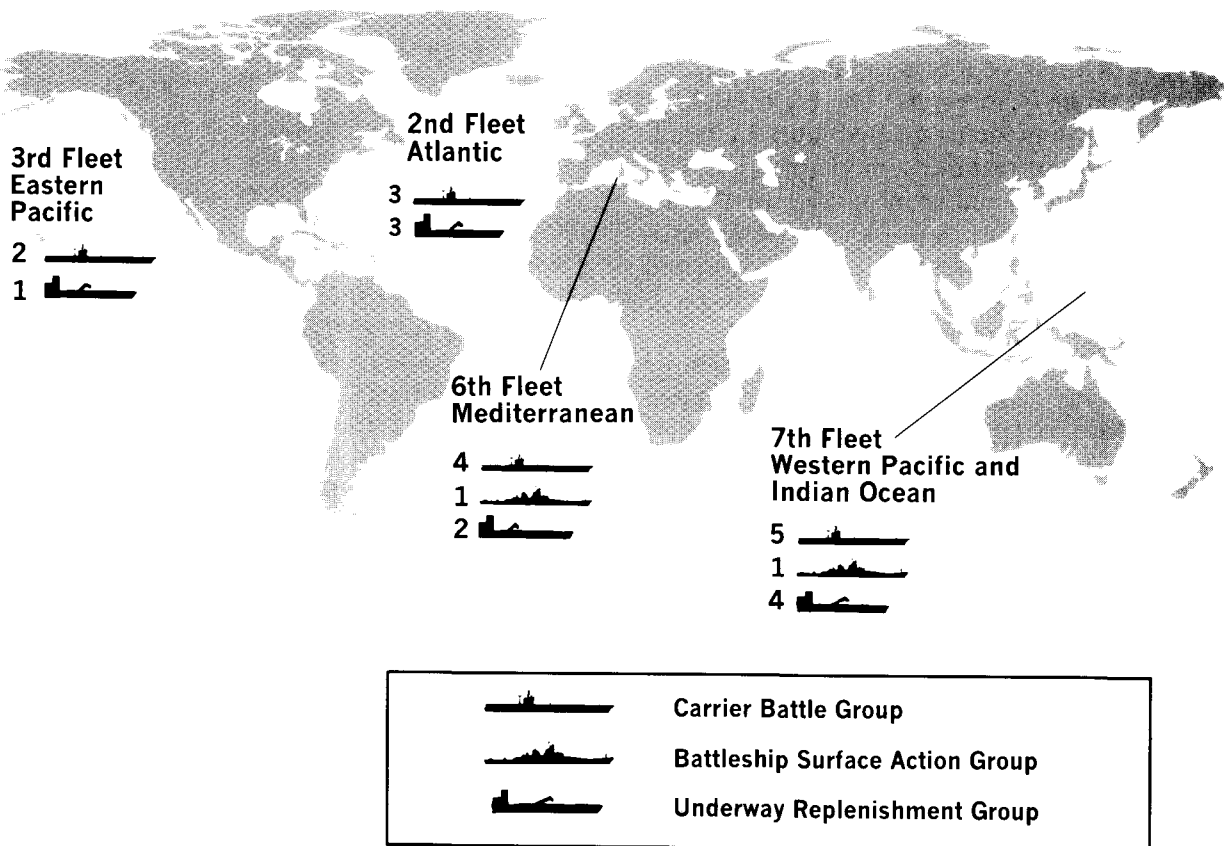 3rd Fleet
Eastern
Pacific
2
1
2nd Fleet
Atlantic
3
3
6th Fleet
Mediterranean
4
1
2
7th Fleet
Western Pacific and
Indian Ocean
5
1
4
Carrier Battle Group
Battleship Surface Action Group
Underway Replenishment Group